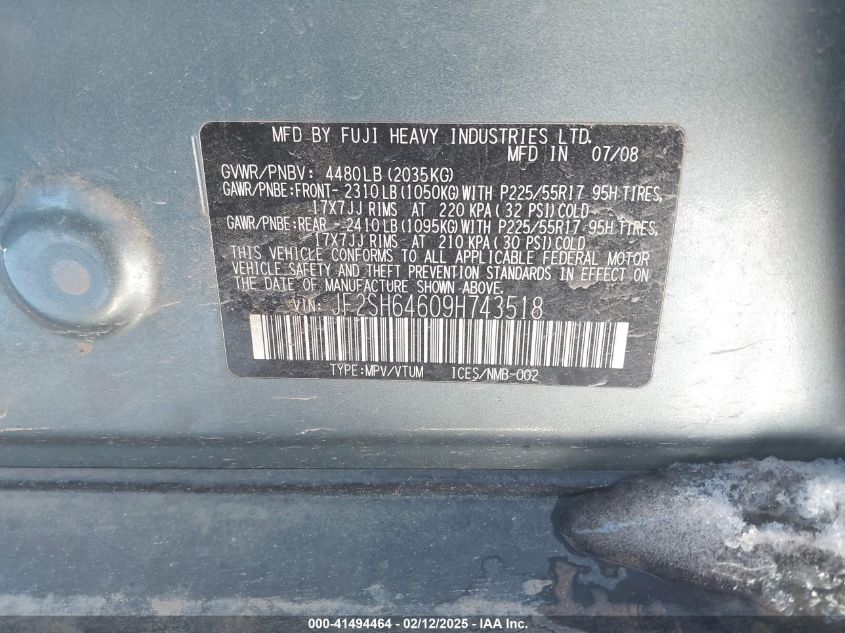 MFD BY FUJI HEAVY INDUSTRIES LTD.
MFD IN 07/08
GVWR/PNBV: 4480LB (2035KG)
GAWR/PNBE:FRONT- 2310LB (1050KG) WITH P225/55R17 95H TIRES,
17X7JJ RIMS AT 220 KPA (32 PSI) COLD
GAWR/PNBE:REAR -2410LB (1095KG) WITH P225/55R17 95H TIRES,
17X7JJ RIMS AT 210 KPA (30 PSI) COLD
THIS VEHICLE CONFORMS TO ALL APPLICABLE FEDERAL MOTOR
VEHICLE SAFETY AND THEFT PREVENTION STANDARDS IN EFFECT ON
THE DATE OF MANUFACTURE SHOWN ABOVE.
VIN: JF2SH64609H743518
TYPE:MPV/VTUM ICES/NMB-002
000-41494464 - 02/12/2025 - IAA Inc.